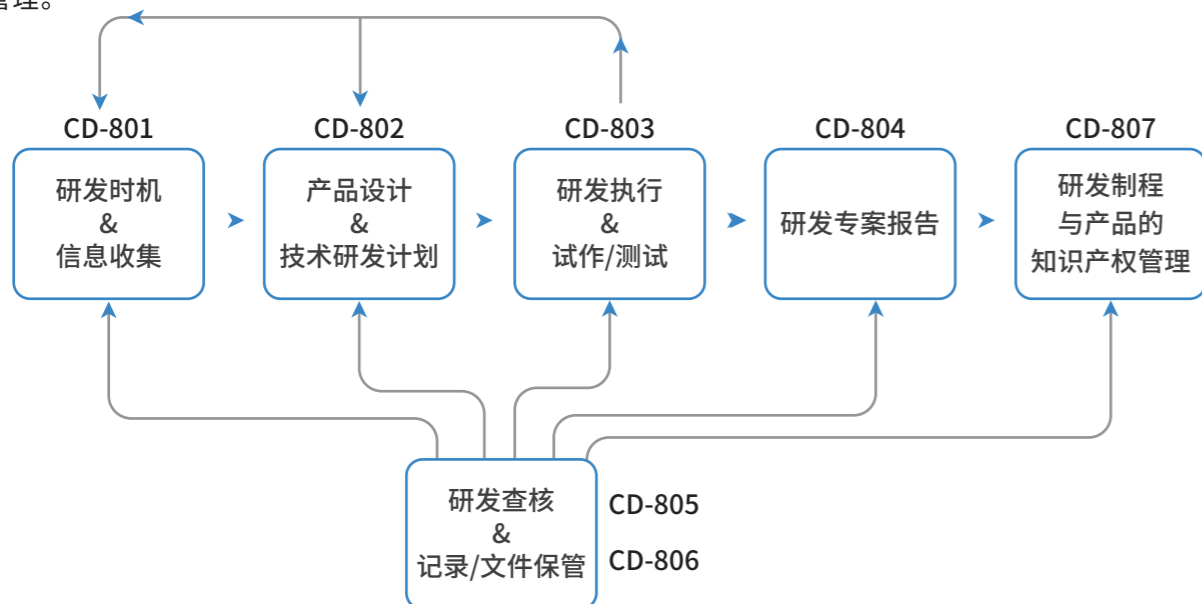 管理。
CD-801
CD-802
CD-803
CD-804
CD-807
研发时机
&
信息收集
产品设计
&
技术研发计划
研发执行
&
试作/测试
研发专案报告
研发制程
与产品的
知识产权管理
研发查核
&
记录/文件保管
CD-805
CD-806